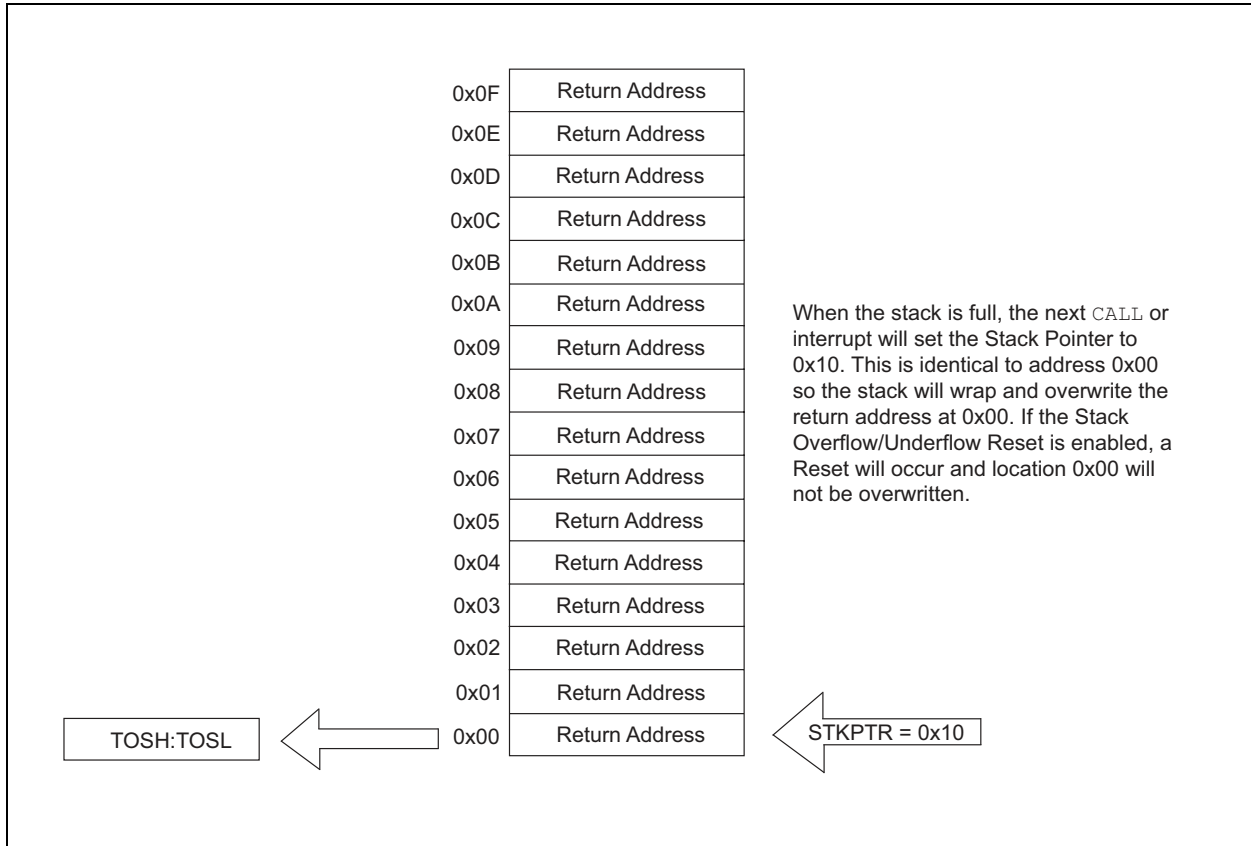 0x0F Return Address
0x0E Return Address
0x0D Return Address
0x0C Return Address
0x0B Return Address
0x0A Return Address
0x09 Return Address
0x08 Return Address
0x07 Return Address
0x06 Return Address
0x05 Return Address
0x04 Return Address
0x03 Return Address
0x02 Return Address
0x01 Return Address
TOSH:TOSL 0x00 Return Address STKPTR = 0x10
When the stack is full, the next CALL or
interrupt will set the Stack Pointer to
0x10. This is identical to address 0x00
so the stack will wrap and overwrite the
return address at 0x00. If the Stack
Overflow/Underflow Reset is enabled, a
Reset will occur and location 0x00 will
not be overwritten.